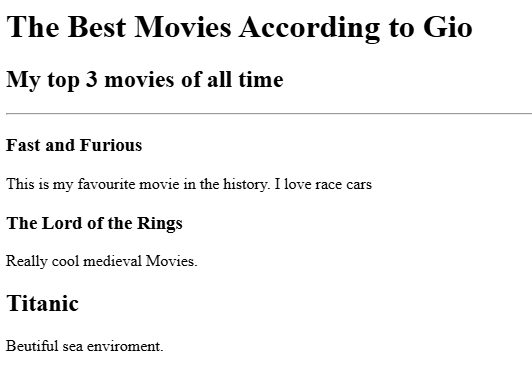 The Best Movies According to Gio
My top 3 movies of all time
Fast and Furious
This is my favourite movie in the history. I love race cars
The Lord of the Rings
Really cool medieval Movies.
Titanic
Beutiful sea enviroment.